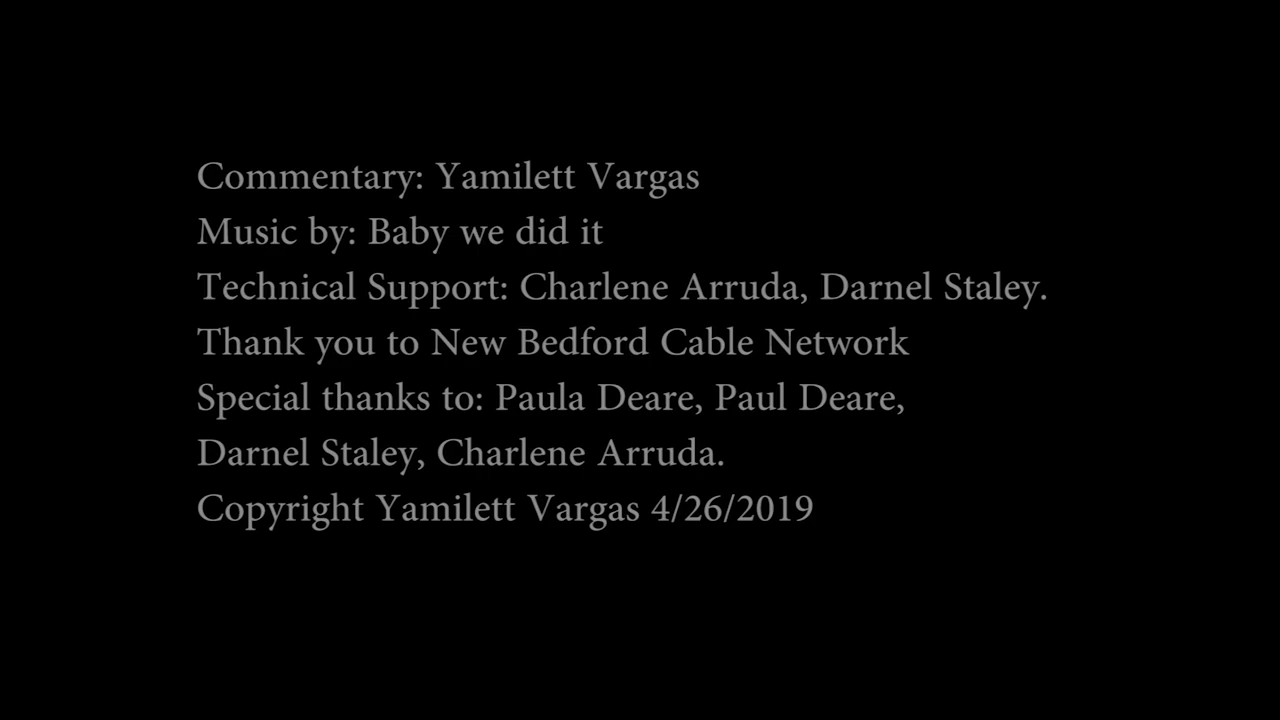 Commentary: Yamilett Vargas
Music by: Baby we did it
Technical Support: Charlene Arruda, Darnel Staley.
Thank you to New Bedford Cable Network
Special thanks to: Paula Deare, Paul Deare,
Darnel Staley, Charlene Arruda.
Copyright Yamilett Vargas 4/26/2019